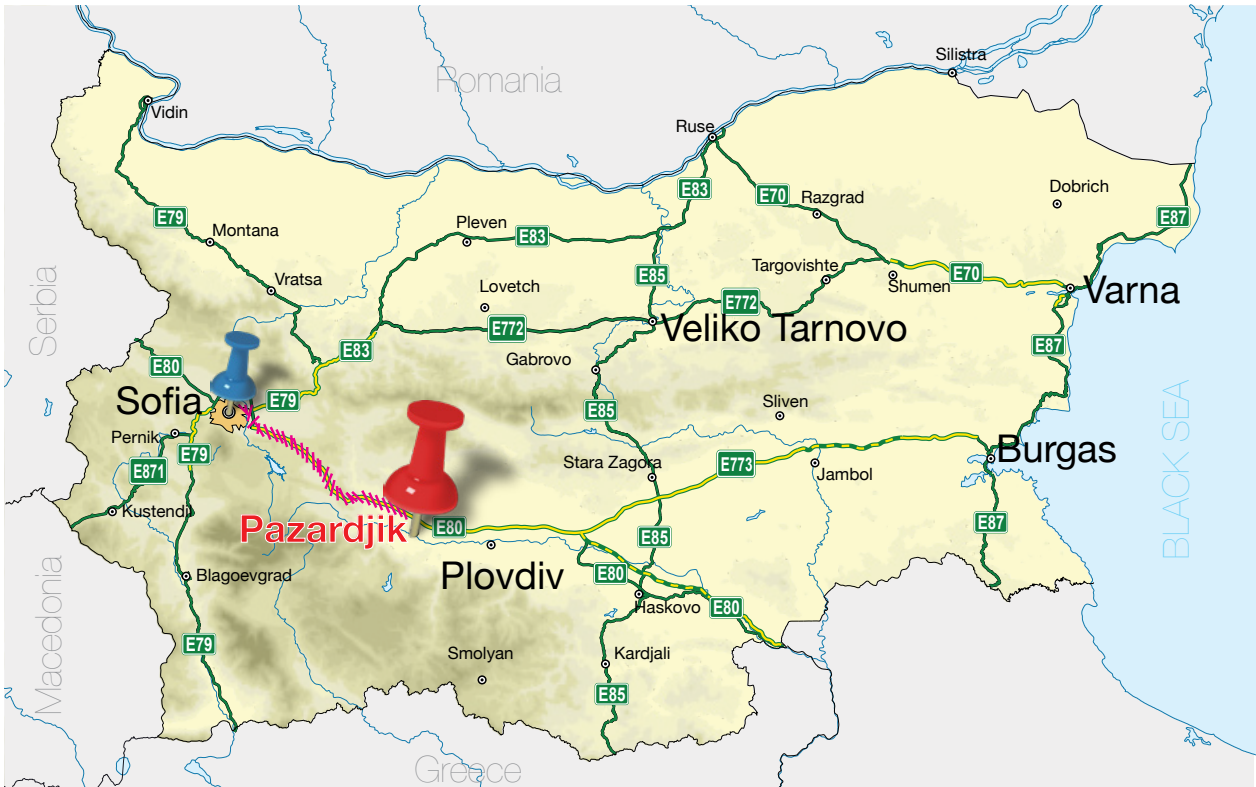 Romania
Silistra
Vidin
Ruse
E83
E70
Razgrad
Dobrich
E79
Montana
Pleven
E83
E87
Vratsa
Lovetch
E85
Targovishte
Shumen
E70
Varna
Serbia
E772
E772
Veliko Tarnovo
E83
E80
Gabrovo
E87
Sofia
E79
E85
Sliven
BLACK SEA
Pernik
E79
E871
Stara Zagora
E773
Jambol
Burgas
Kustendil
Pazardjik
E80
E85
E87
Plovdiv
Blagoevgrad
E80
Haskovo
E80
Macedonia
E79
Smolyan
Kardjali
E85
Greece